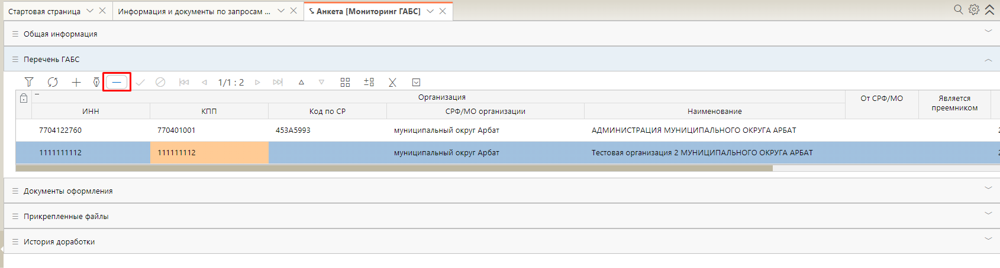 Стартовая страница
Информация и документы по запросам ...
Анкета [Мониторинг ГАБС]
Общая информация
Перечень ГАБС
1/1 : 2
Организация
От СРФ/МО
Является преемником
ИНН
КПП
Код по СР
СРФ/МО организации
Наименование
7704122760
770401001
453А5993
муниципальный округ Арбат
АДМИНИСТРАЦИЯ МУНИЦИПАЛЬНОГО ОКРУГА АРБАТ
1111111112
111111112
муниципальный округ Арбат
Тестовая организация 2 МУНИЦИПАЛЬНОГО ОКРУГА АРБАТ
Документы оформления
Прикрепленные файлы
История доработки